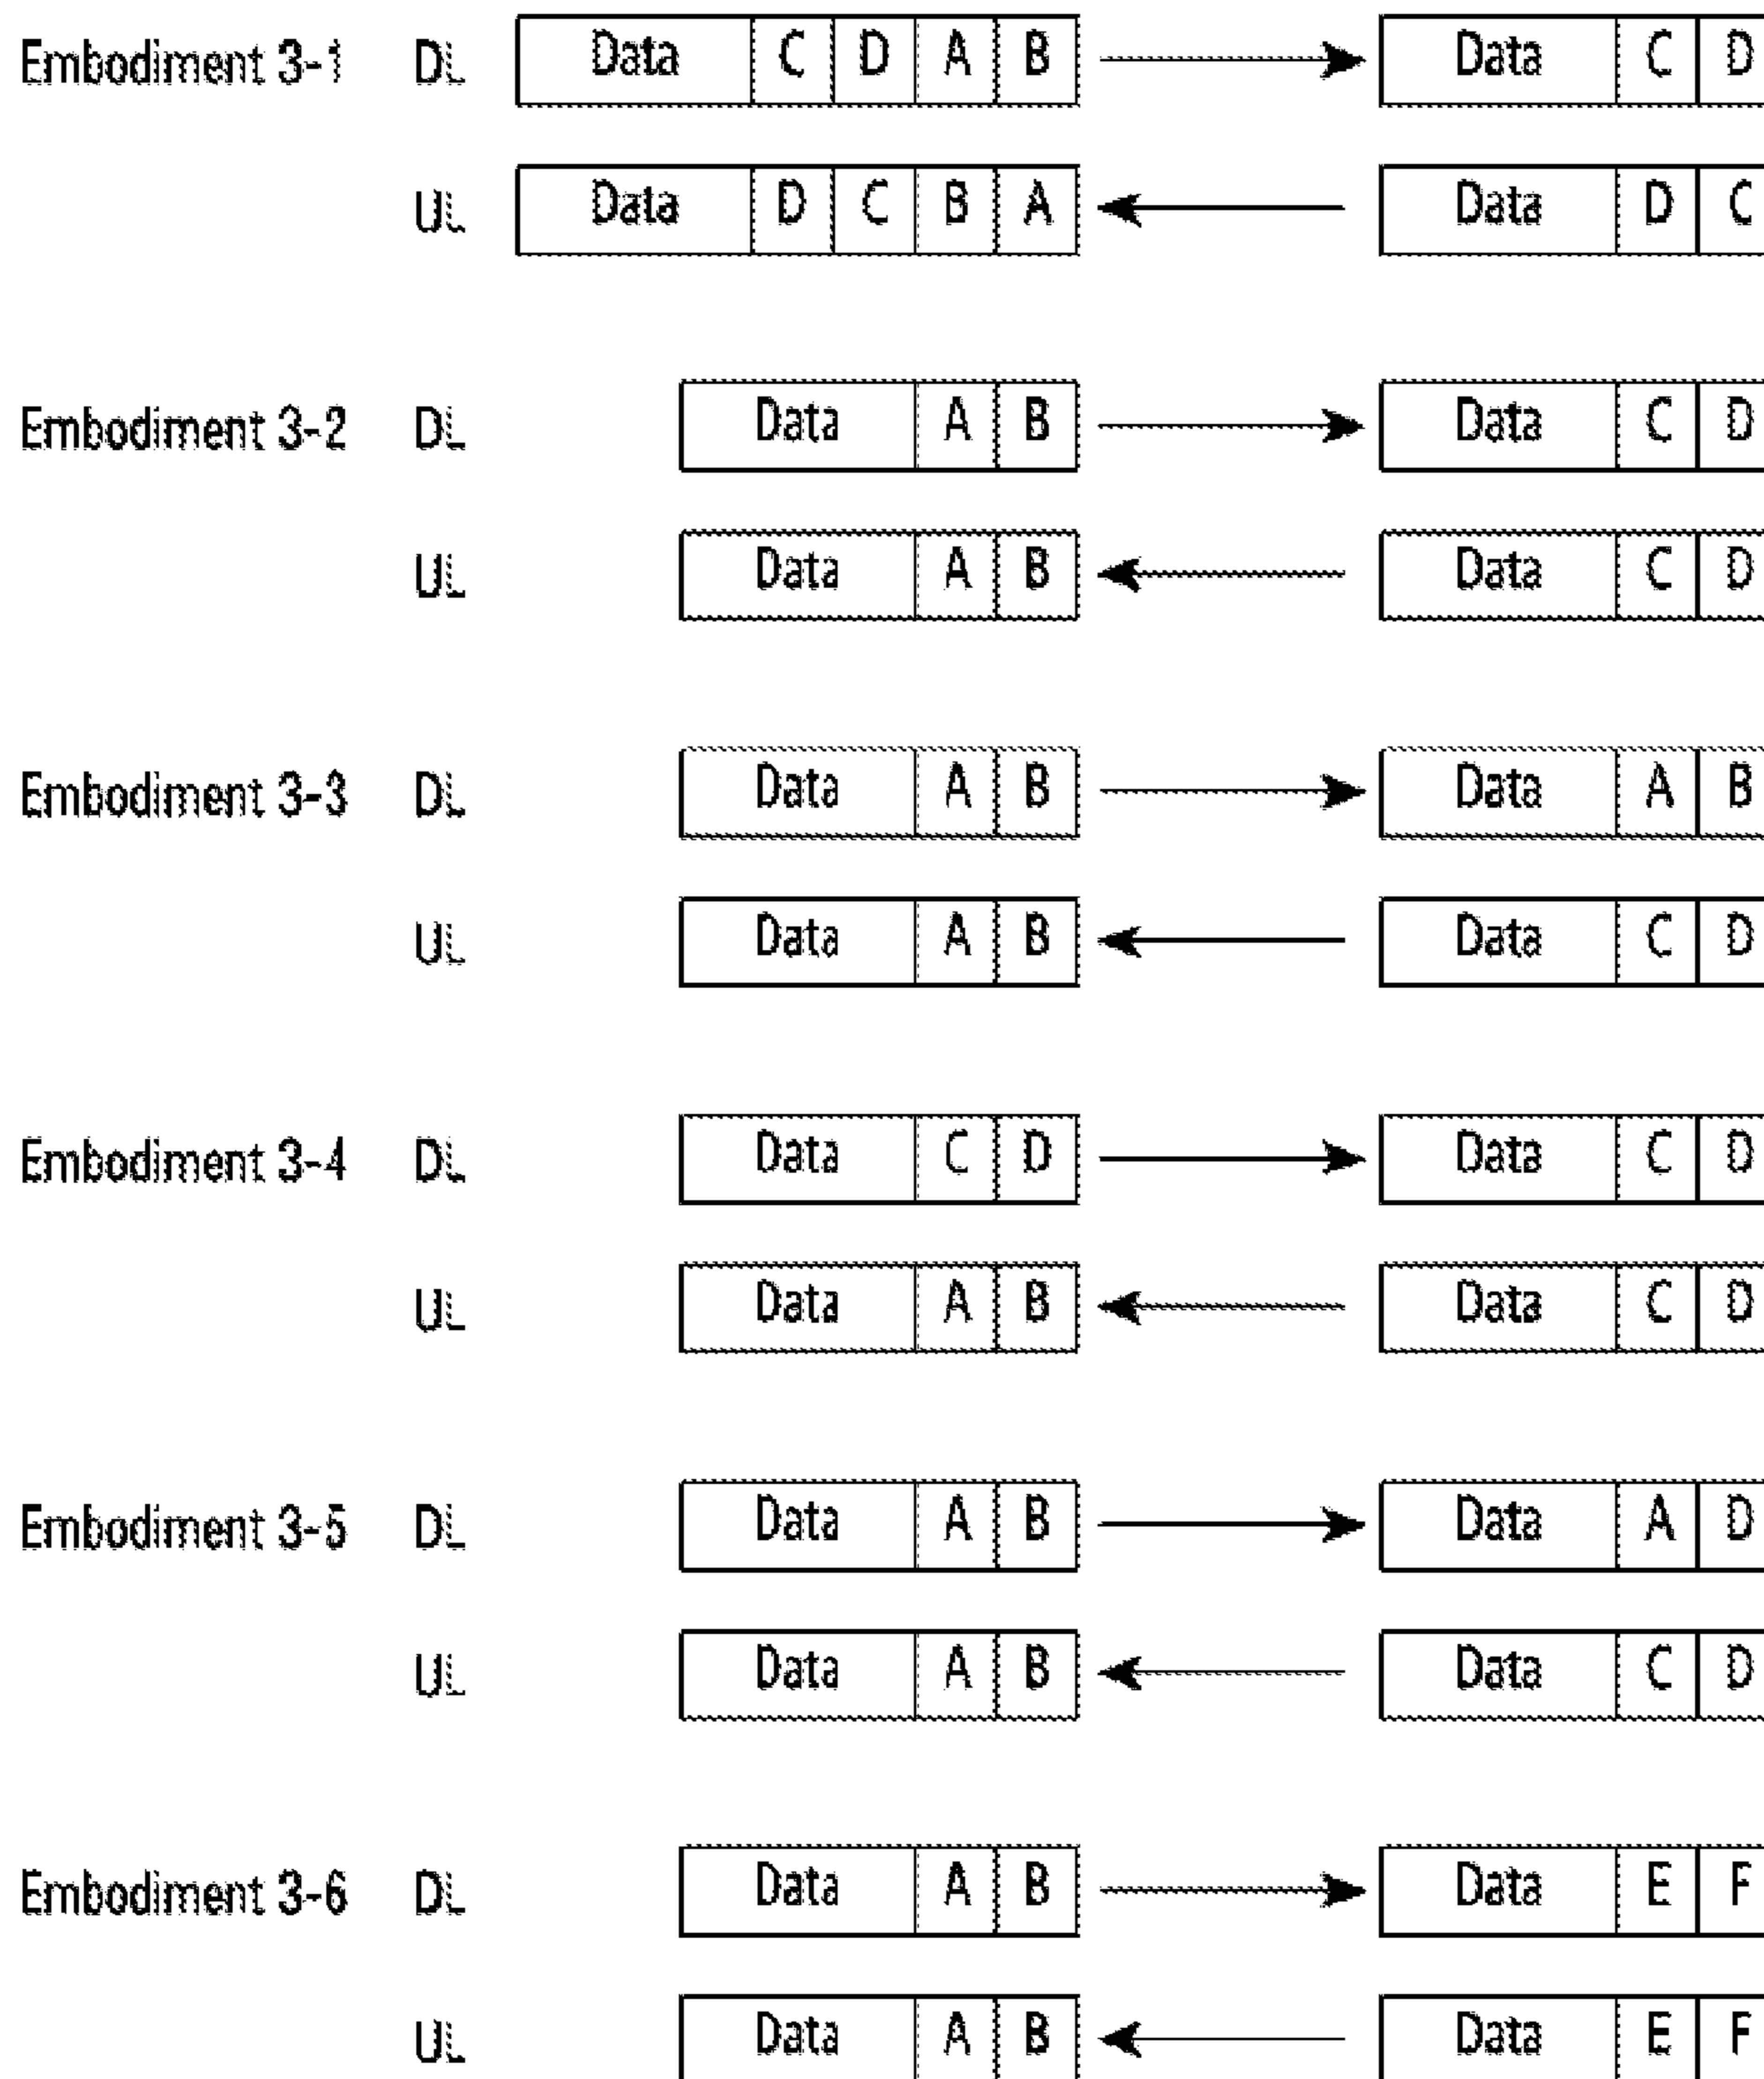 Embodiment 3-1 DL Data C D A B Data C D
UL Data D C B A Data D C
Embodiment 3-2 DL Data A B Data C D
UL Data A B Data C D
Embodiment 3-3 DL Data A B Data A B
UL Data A B Data C D
Embodiment 3-4 DL Data C D Data C D
UL Data A B Data C D
Embodiment 3-5 DL Data A B Data A D
UL Data A B Data C D
Embodiment 3-6 DL Data A B Data E F
UL Data A B Data E F